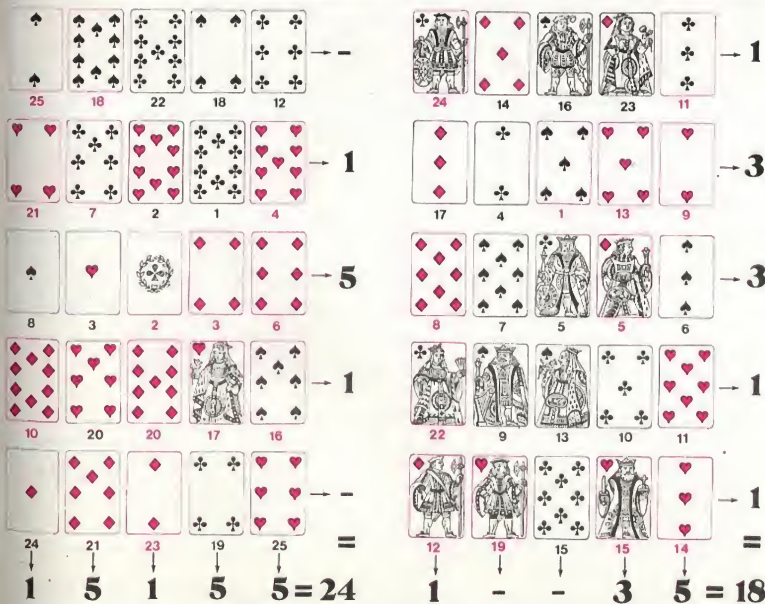 → -
25 18 22 18 12
→ 1
21 7 2 1 4
→ 5
8 3 2 3 6
→ 1
10 20 20 17 16
→ -
24 21 23 19 25 =
↓ ↓ ↓ ↓ ↓
1 5 1 5 5 = 24
→ 1
24 14 16 23 11
→ 3
17 4 1 13 9
→ 3
8 7 5 5 6
→ 1
22 9 13 10 11
→ 1
12 19 15 15 14 =
↓ ↓ ↓ ↓ ↓
1 - - 3 5 = 18